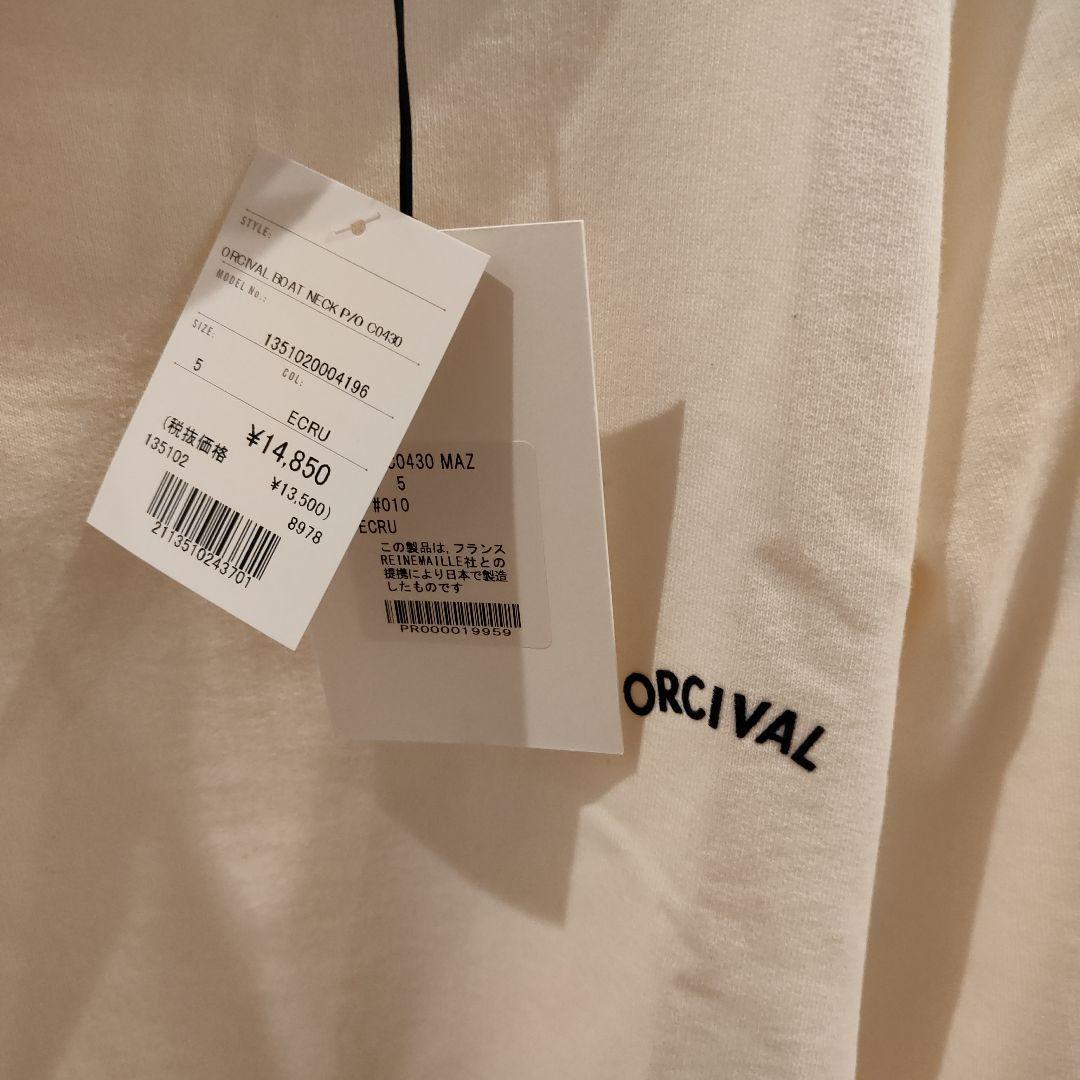 STYLE:
ORCIVAL BOAT NECK P/O C0430
MODEL No.:
1351020004196
SIZE:
COL:
5
ECRU
¥14,850
(税抜価格
¥13,500)
135102
8978
2113510243701
C0430 MAZ
5
#010
ECRU
この製品は,フランス
REINEMAILLE社との
提携により日本で製造
したものです
PR000019959
ORCIVAL